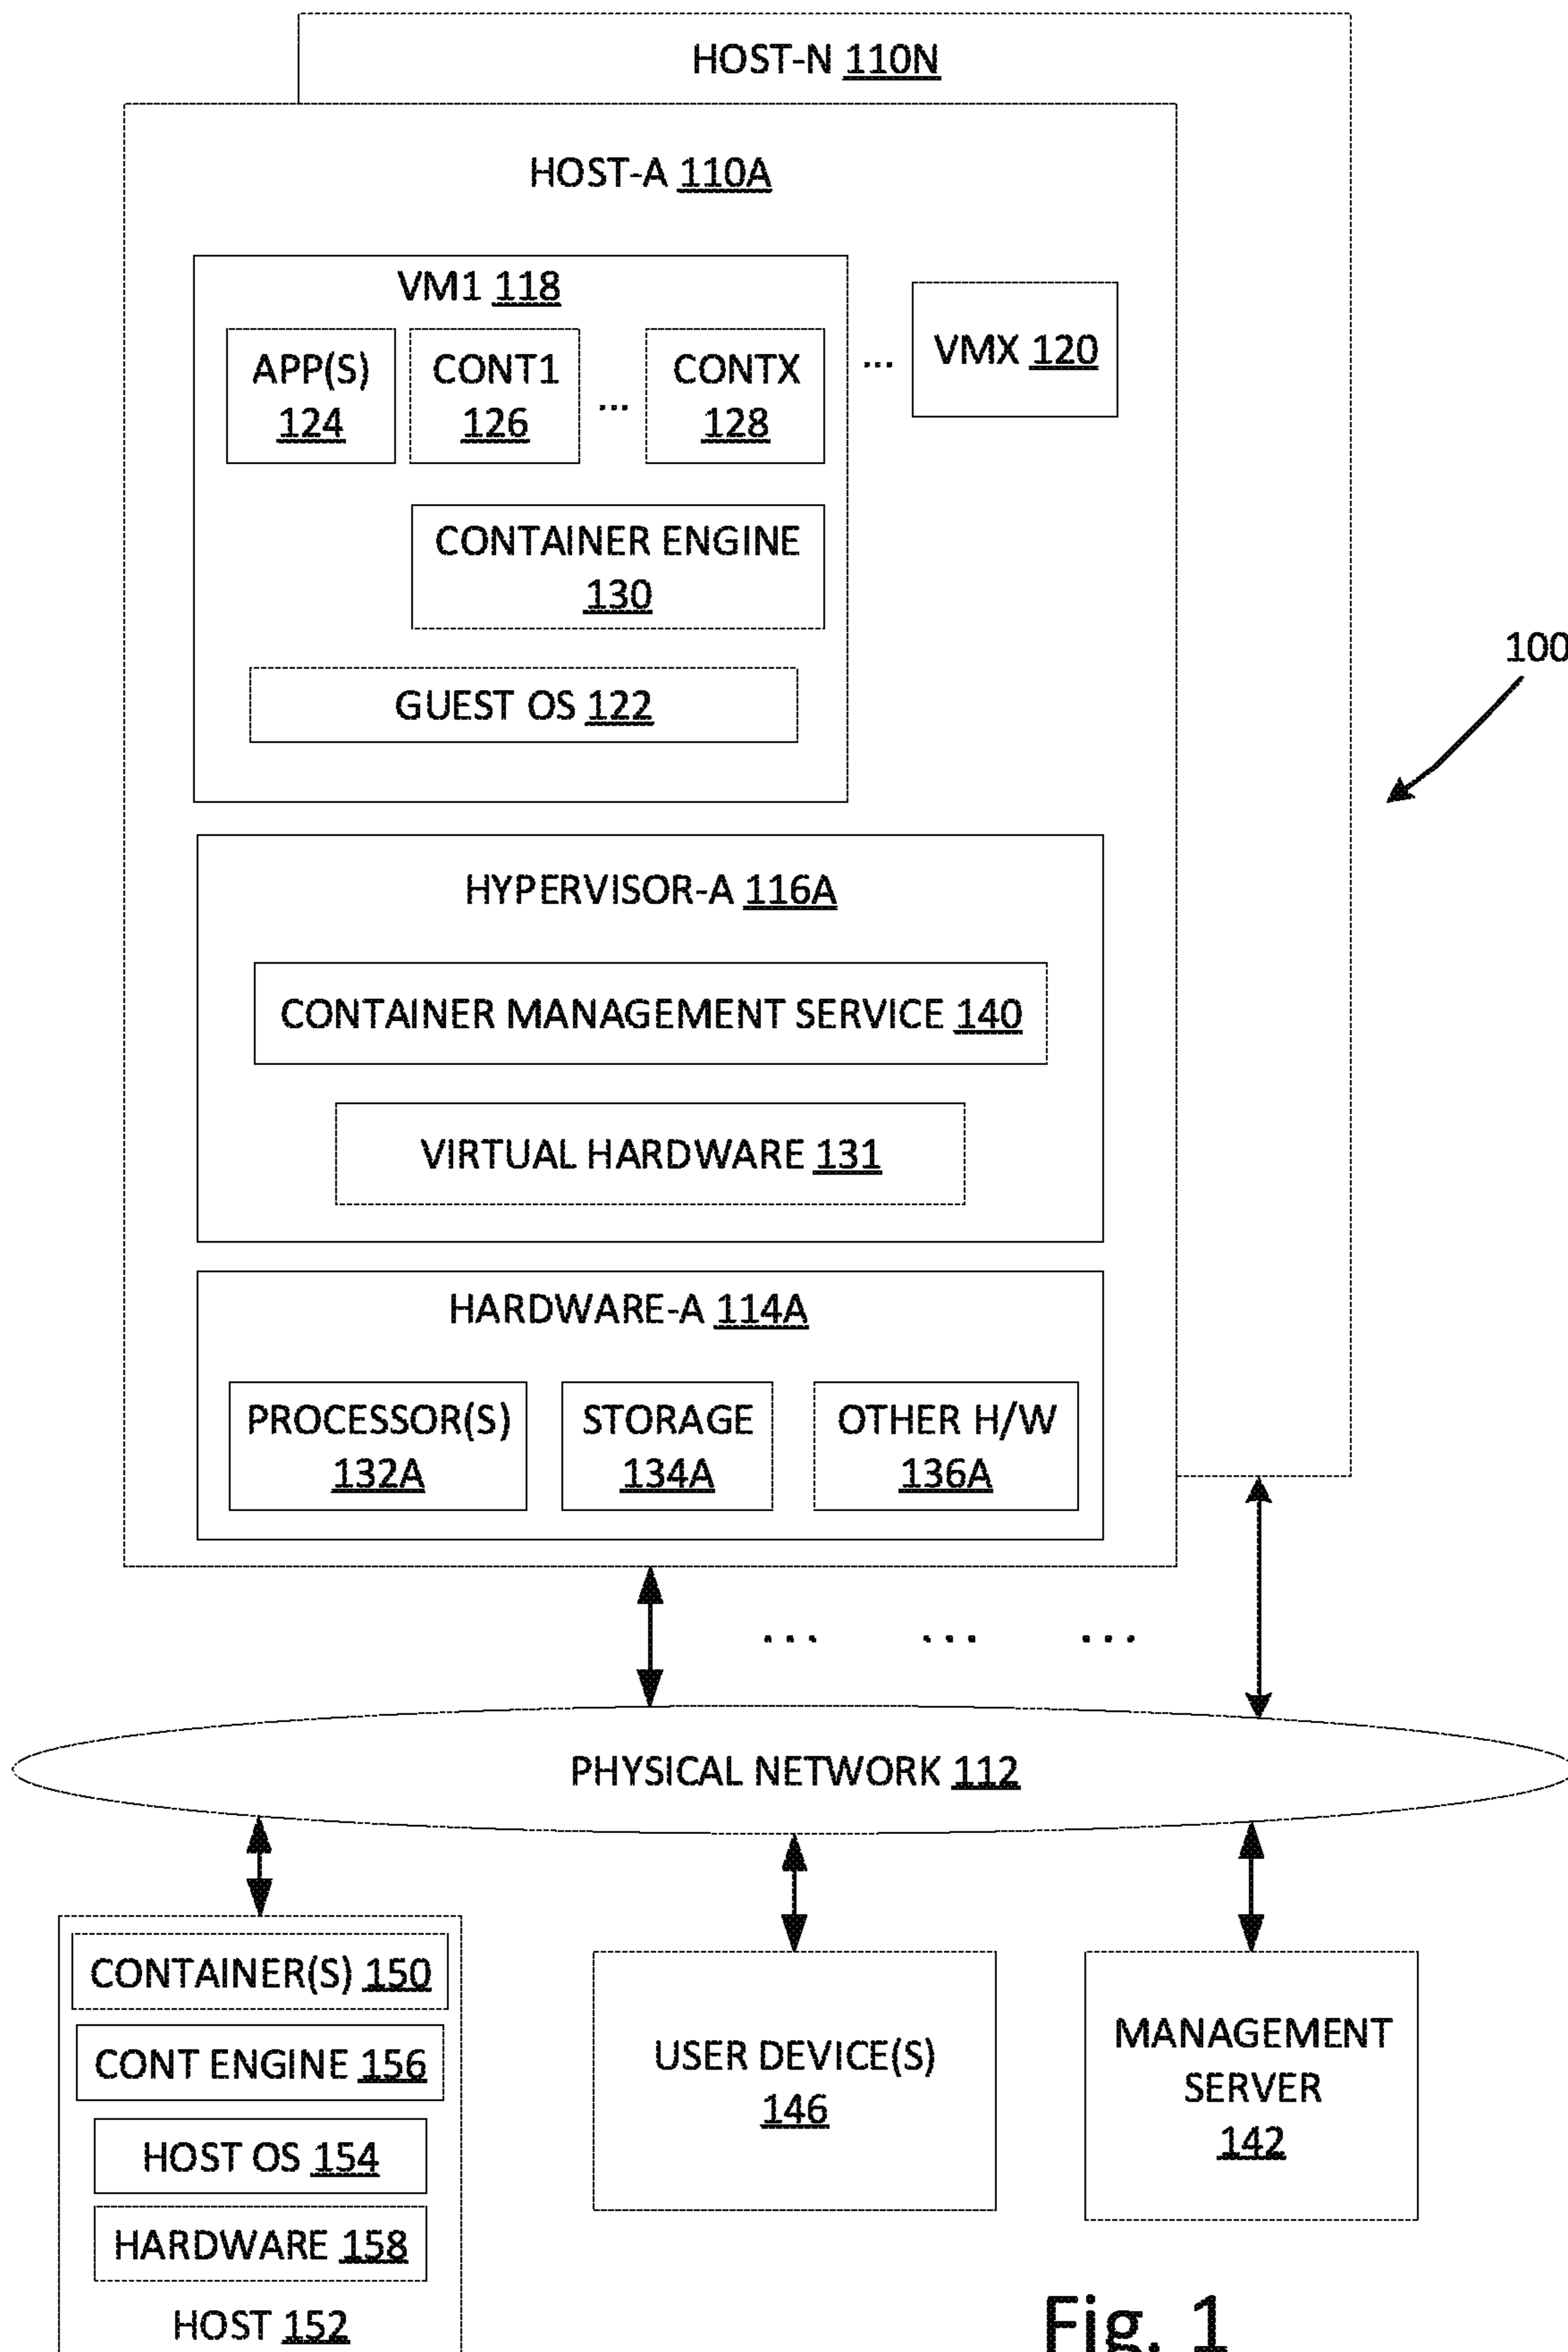 HOST-N 110N
HOST-A 110A
VM1 118
APP(S)
124
CONT1
126
...
CONTX
128
...
VMX 120
CONTAINER ENGINE
130
GUEST OS 122
100
HYPERVISOR-A 116A
CONTAINER MANAGEMENT SERVICE 140
VIRTUAL HARDWARE 131
HARDWARE-A 114A
PROCESSOR(S)
132A
STORAGE
134A
OTHER H/W
136A
... ... ...
PHYSICAL NETWORK 112
CONTAINER(S) 150
CONT ENGINE 156
HOST OS 154
HARDWARE 158
HOST 152
USER DEVICE(S)
146
MANAGEMENT
SERVER
142
Fig. 1